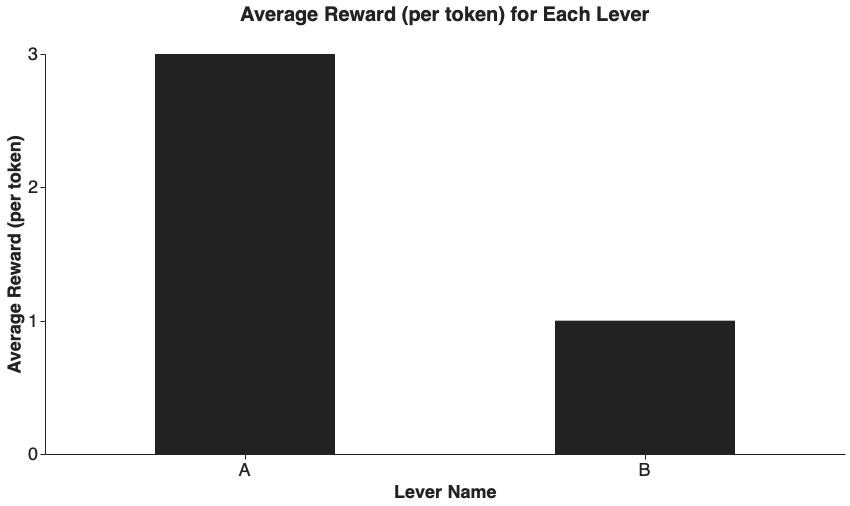 Average Reward (per token) for Each Lever
Average Reward (per token)
3
2
1
0
A B
Lever Name